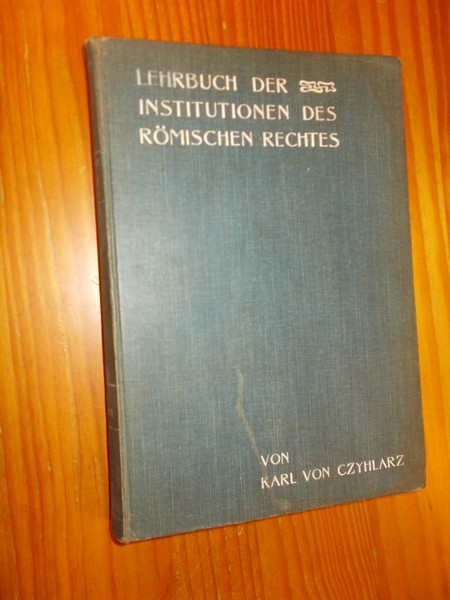 LEHRBUCH DER
INSTITUTIONEN DES
RÖMISCHEN RECHTES
VON
KARL VON CZYHLARZ